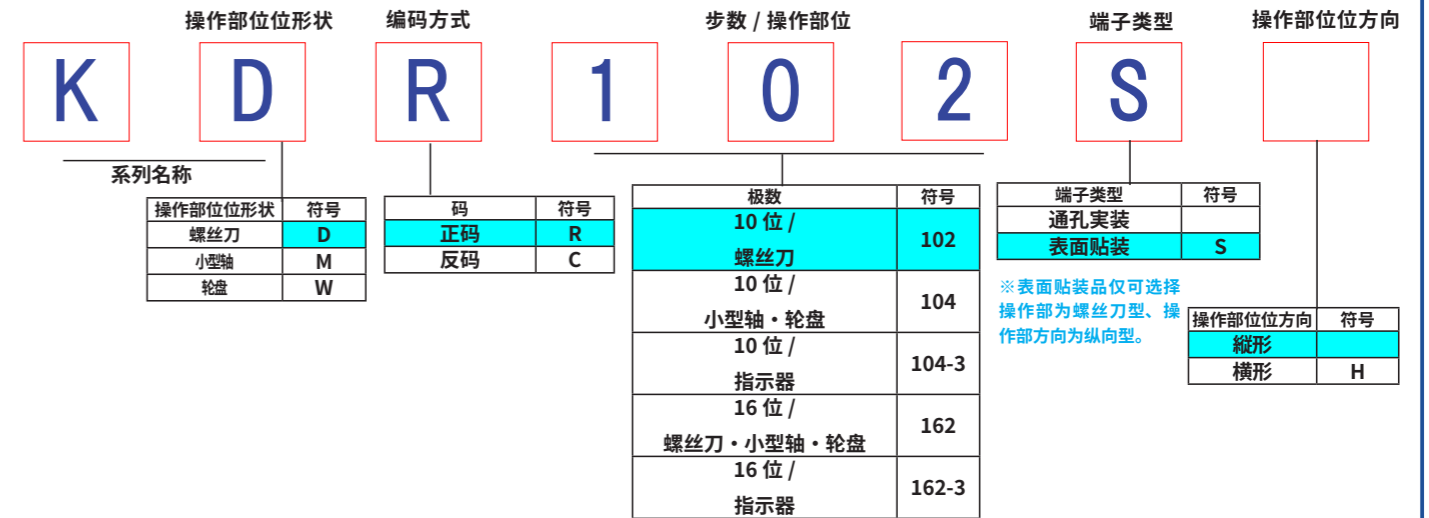 操作部位位形状 编码方式 步数 / 操作部位 端子类型 操作部位位方向
K D R 1 0 2 S
系列名称
操作部位位形状 符号
螺丝刀 D
小型轴 M
轮盘 W
码 符号
正码 R
反码 C
极数 符号
10 位 /
螺丝刀 102
10 位 /
小型轴・轮盘 104
10 位 /
指示器 104-3
16 位 /
螺丝刀・小型轴・轮盘 162
16 位 /
指示器 162-3
端子类型 符号
通孔実装
表面贴装 S
※表面贴装品仅可选择
操作部为螺丝刀型、操
作部方向为纵向型。
操作部位位方向 符号
縦形
横形 H